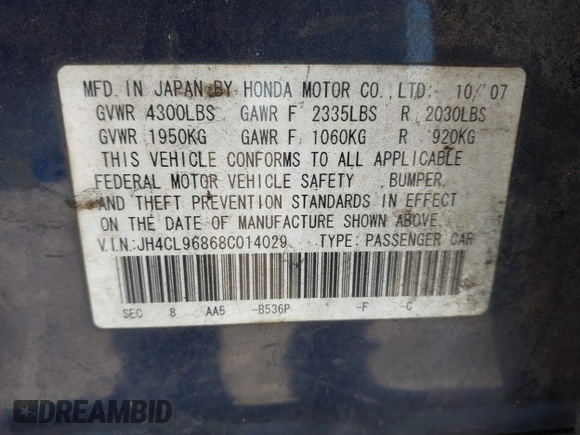 MFD. IN JAPAN BY HONDA MOTOR CO.,LTD. 10/'07
GVWR 4300LBS GAWR F 2335LBS R 2030LBS
GVWR 1950KG GAWR F 1060KG R 920KG
THIS VEHICLE CONFORMS TO ALL APPLICABLE
FEDERAL MOTOR VEHICLE SAFETY ,BUMPER,
AND THEFT PREVENTION STANDARDS IN EFFECT
ON THE DATE OF MANUFACTURE SHOWN ABOVE.
V.I.N:JH4CL96868C014029 TYPE: PASSENGER CAR
SEC 8 AA5 -B536P -F -C
DREAMBID